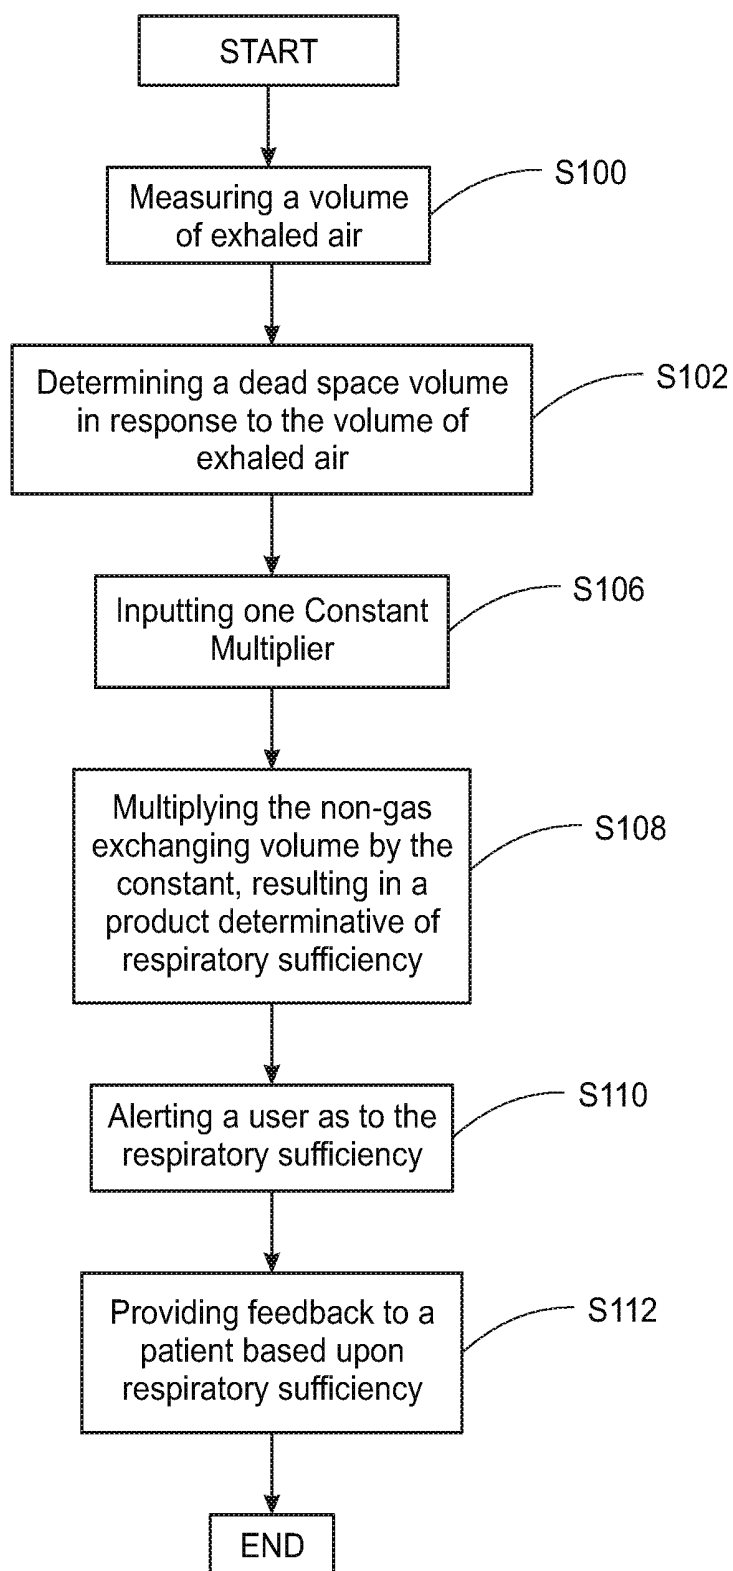 START
Measuring a volume
of exhaled air
S100
Determining a dead space volume
in response to the volume of
exhaled air
S102
Inputting one Constant
Multiplier
S106
Multiplying the non-gas
exchanging volume by the
constant, resulting in a
product determinative of
respiratory sufficiency
S108
Alerting a user as to the
respiratory sufficiency
S110
Providing feedback to a
patient based upon
respiratory sufficiency
S112
END